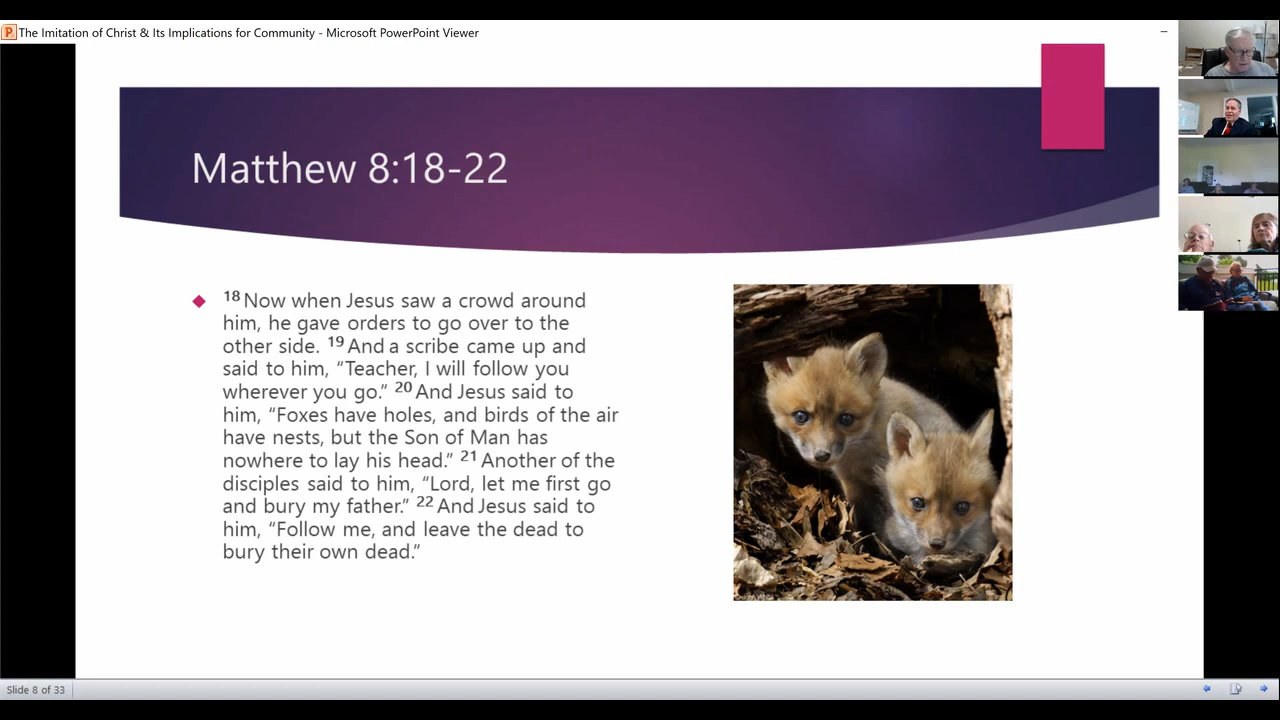 The Imitation of Christ & Its Implications for Community - Microsoft PowerPoint Viewer
Matthew 8:18-22
18 Now when Jesus saw a crowd around
him, he gave orders to go over to the
other side. 19 And a scribe came up and
said to him, “Teacher, I will follow you
wherever you go.” 20 And Jesus said to
him, “Foxes have holes, and birds of the air
have nests, but the Son of Man has
nowhere to lay his head.” 21 Another of the
disciples said to him, “Lord, let me first go
and bury my father.” 22 And Jesus said to
him, “Follow me, and leave the dead to
bury their own dead.”
Slide 8 of 33